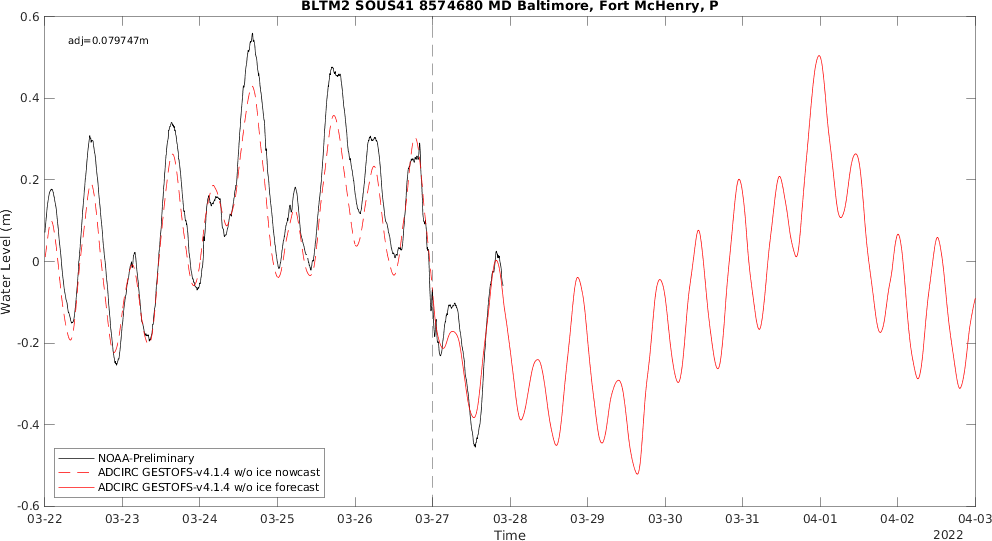 BLTM2 SOUS41 8574680 MD Baltimore, Fort McHenry, P
adj=0.079747m
0.6
0.4
0.2
0
-0.2
-0.4
-0.6
Water Level (m)
NOAA-Preliminary
ADCIRC GESTOFS-v4.1.4 w/o ice nowcast
ADCIRC GESTOFS-v4.1.4 w/o ice forecast
03-22 03-23 03-24 03-25 03-26 03-27 03-28 03-29 03-30 03-31 04-01 04-02 04-03
Time
2022